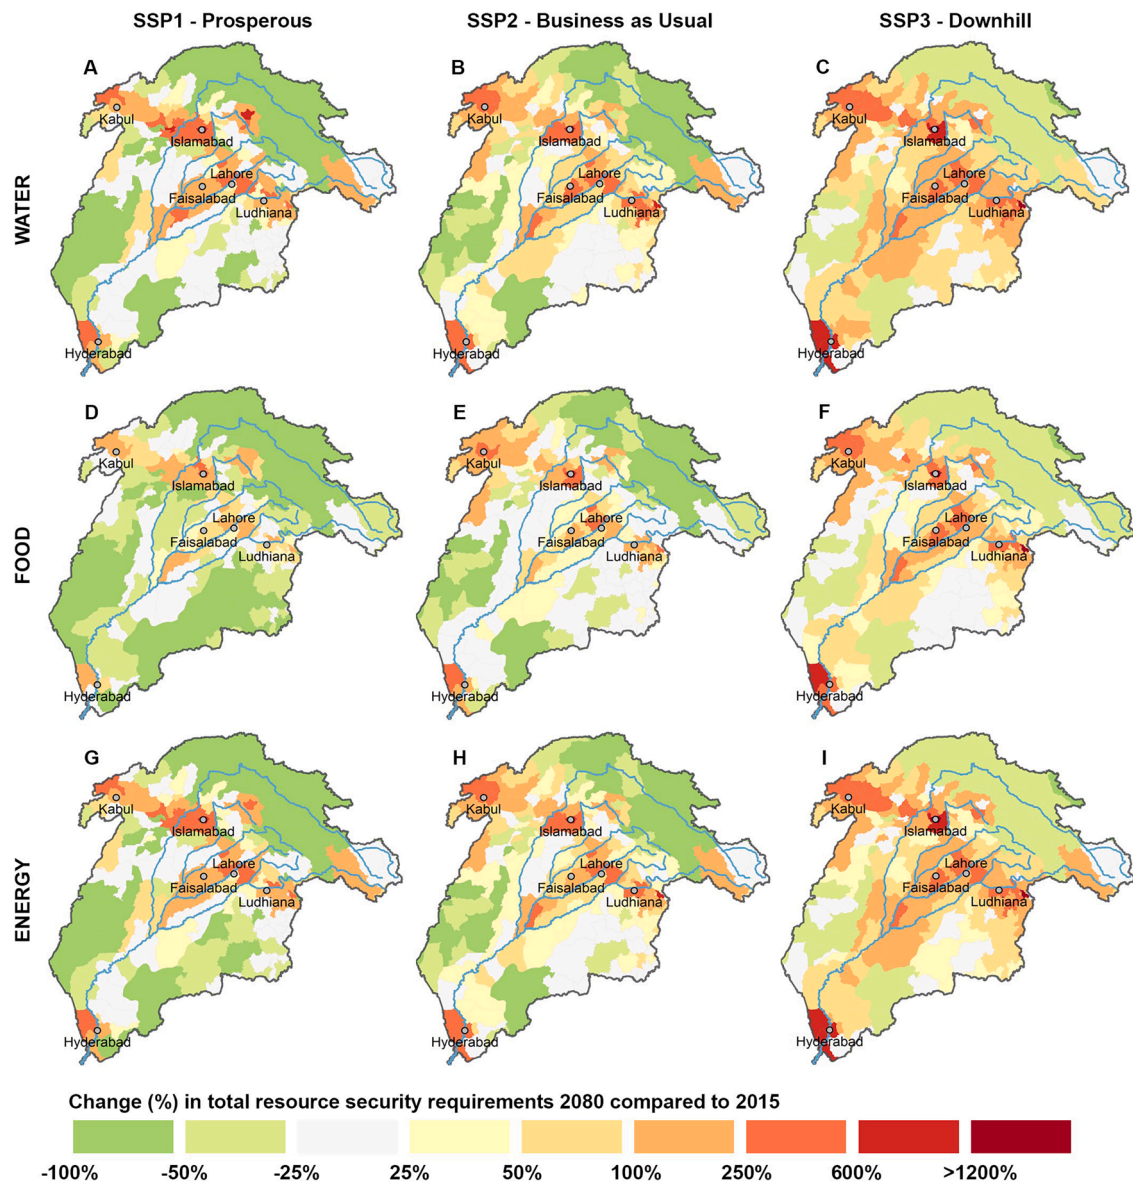 SSP1 - Prosperous
SSP2 - Business as Usual
SSP3 - Downhill
WATER
A
Kabul
Islamabad
Lahore
Faisalabad
Ludhiana
Hyderabad
B
Kabul
Islamabad
Lahore
Faisalabad
Ludhiana
Hyderabad
C
Kabul
Islamabad
Lahore
Faisalabad
Ludhiana
Hyderabad
FOOD
D
Kabul
Islamabad
Lahore
Faisalabad
Ludhiana
Hyderabad
E
Kabul
Islamabad
Lahore
Faisalabad
Ludhiana
Hyderabad
F
Kabul
Islamabad
Lahore
Faisalabad
Ludhiana
Hyderabad
ENERGY
G
Kabul
Islamabad
Lahore
Faisalabad
Ludhiana
Hyderabad
H
Kabul
Islamabad
Lahore
Faisalabad
Ludhiana
Hyderabad
I
Kabul
Islamabad
Lahore
Faisalabad
Ludhiana
Hyderabad
Change (%) in total resource security requirements 2080 compared to 2015
-100% -50% -25% 25% 50% 100% 250% 600% >1200%